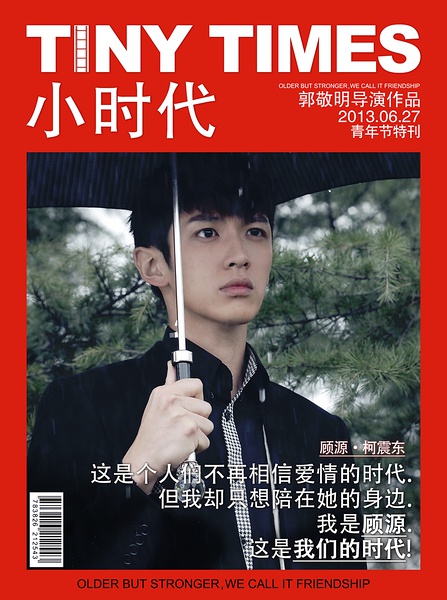 TINY TIMES
小时代
OLDER BUT STRONGER, WE CALL IT FRIENDSHIP
郭敬明导演作品
2013.06.27
青年节特刊
顾源·柯震东
这是个人们不再相信爱情的时代.
但我却只想陪在她的身边.
我是顾源.
这是我们的时代!
783826 212543
OLDER BUT STRONGER, WE CALL IT FRIENDSHIP